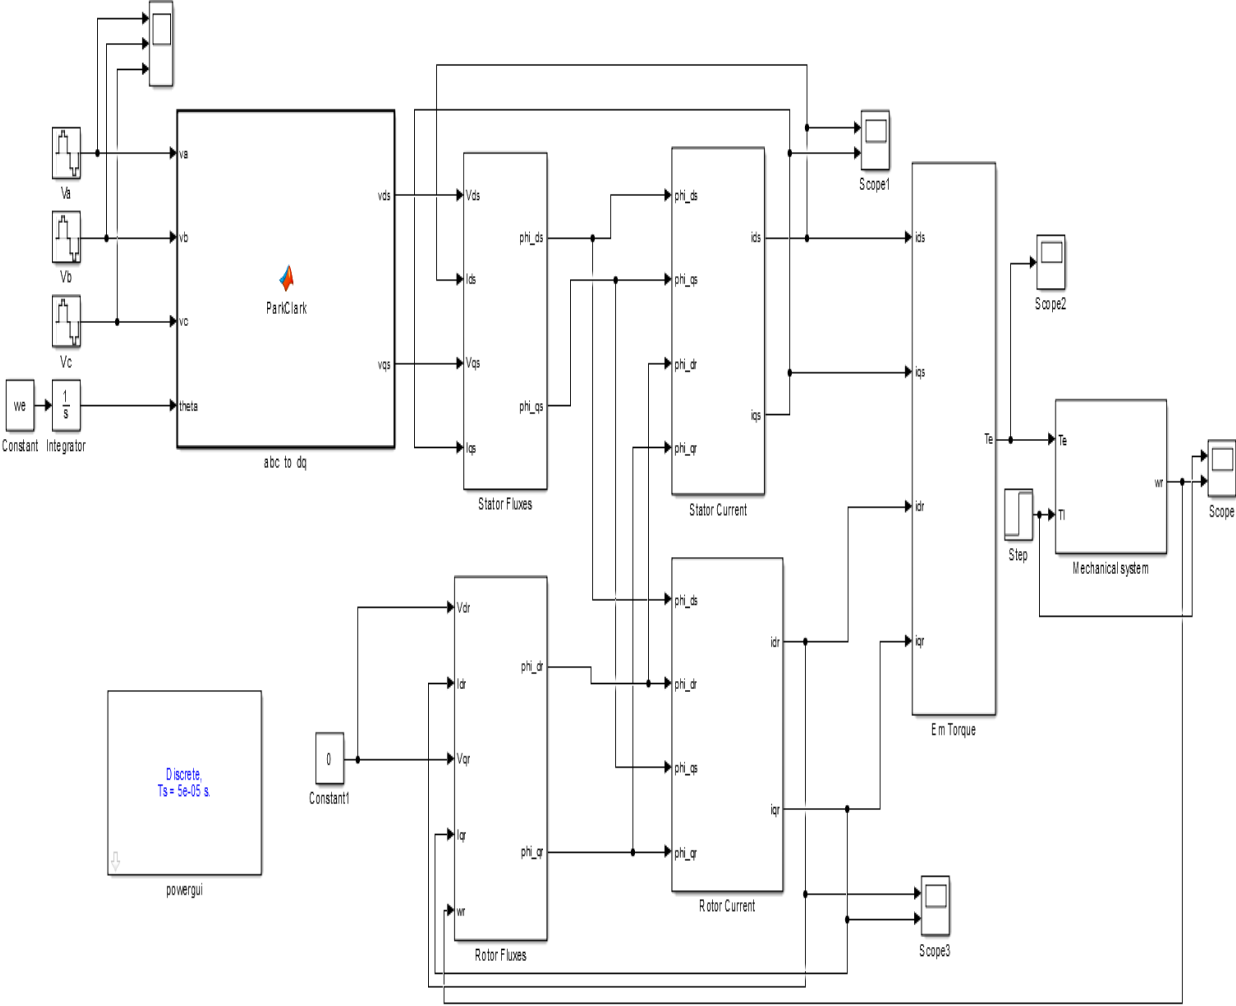 Va
Vb
Vc
we
Constant
1
s
Integrator
va
vb
vc
theta
ParkClark
vds
vqs
abc to dq
Vds
Ids
Vqs
Iqs
phi_ds
phi_qs
Stator Fluxes
phi_ds
phi_qs
phi_dr
phi_qr
ids
iqs
Stator Current
Scope1
ids
iqs
idr
iqr
Te
Em Torque
Scope2
Step
Te
Tl
wr
Mechanical system
Scope
Discrete,
Ts = 5e-05 s.
powergui
0
Constant1
Vdr
Idr
Vqr
Iqr
wr
phi_dr
phi_qr
Rotor Fluxes
phi_ds
phi_dr
phi_qs
phi_qr
idr
iqr
Rotor Current
Scope3